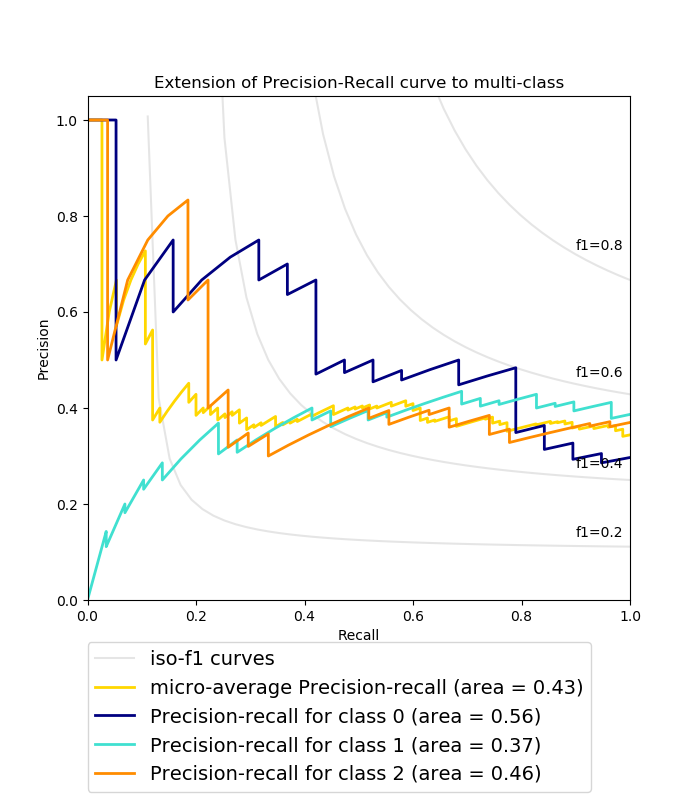 Extension of Precision-Recall curve to multi-class
1.0
0.8
0.6
0.4
0.2
0.0
Precision
f1=0.8
f1=0.6
f1=0.4
f1=0.2
0.0 0.2 0.4 0.6 0.8 1.0
Recall
iso-f1 curves
micro-average Precision-recall (area = 0.43)
Precision-recall for class 0 (area = 0.56)
Precision-recall for class 1 (area = 0.37)
Precision-recall for class 2 (area = 0.46)